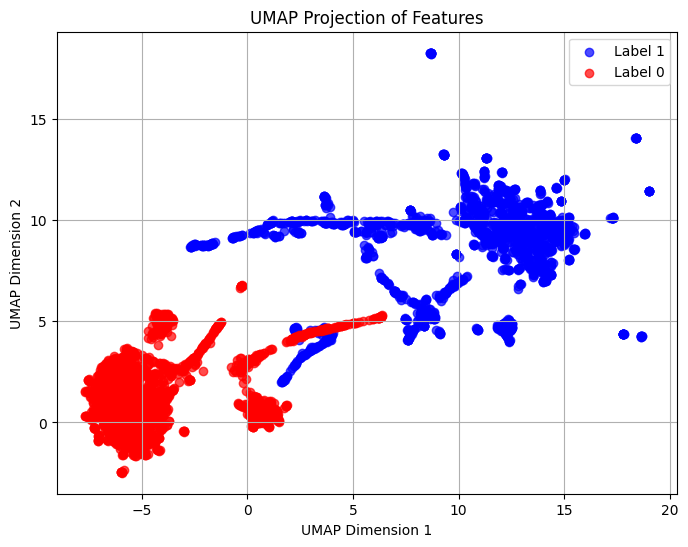 UMAP Projection of Features
Label 1
Label 0
UMAP Dimension 2
15
10
5
0
−5
0
5
10
15
20
UMAP Dimension 1